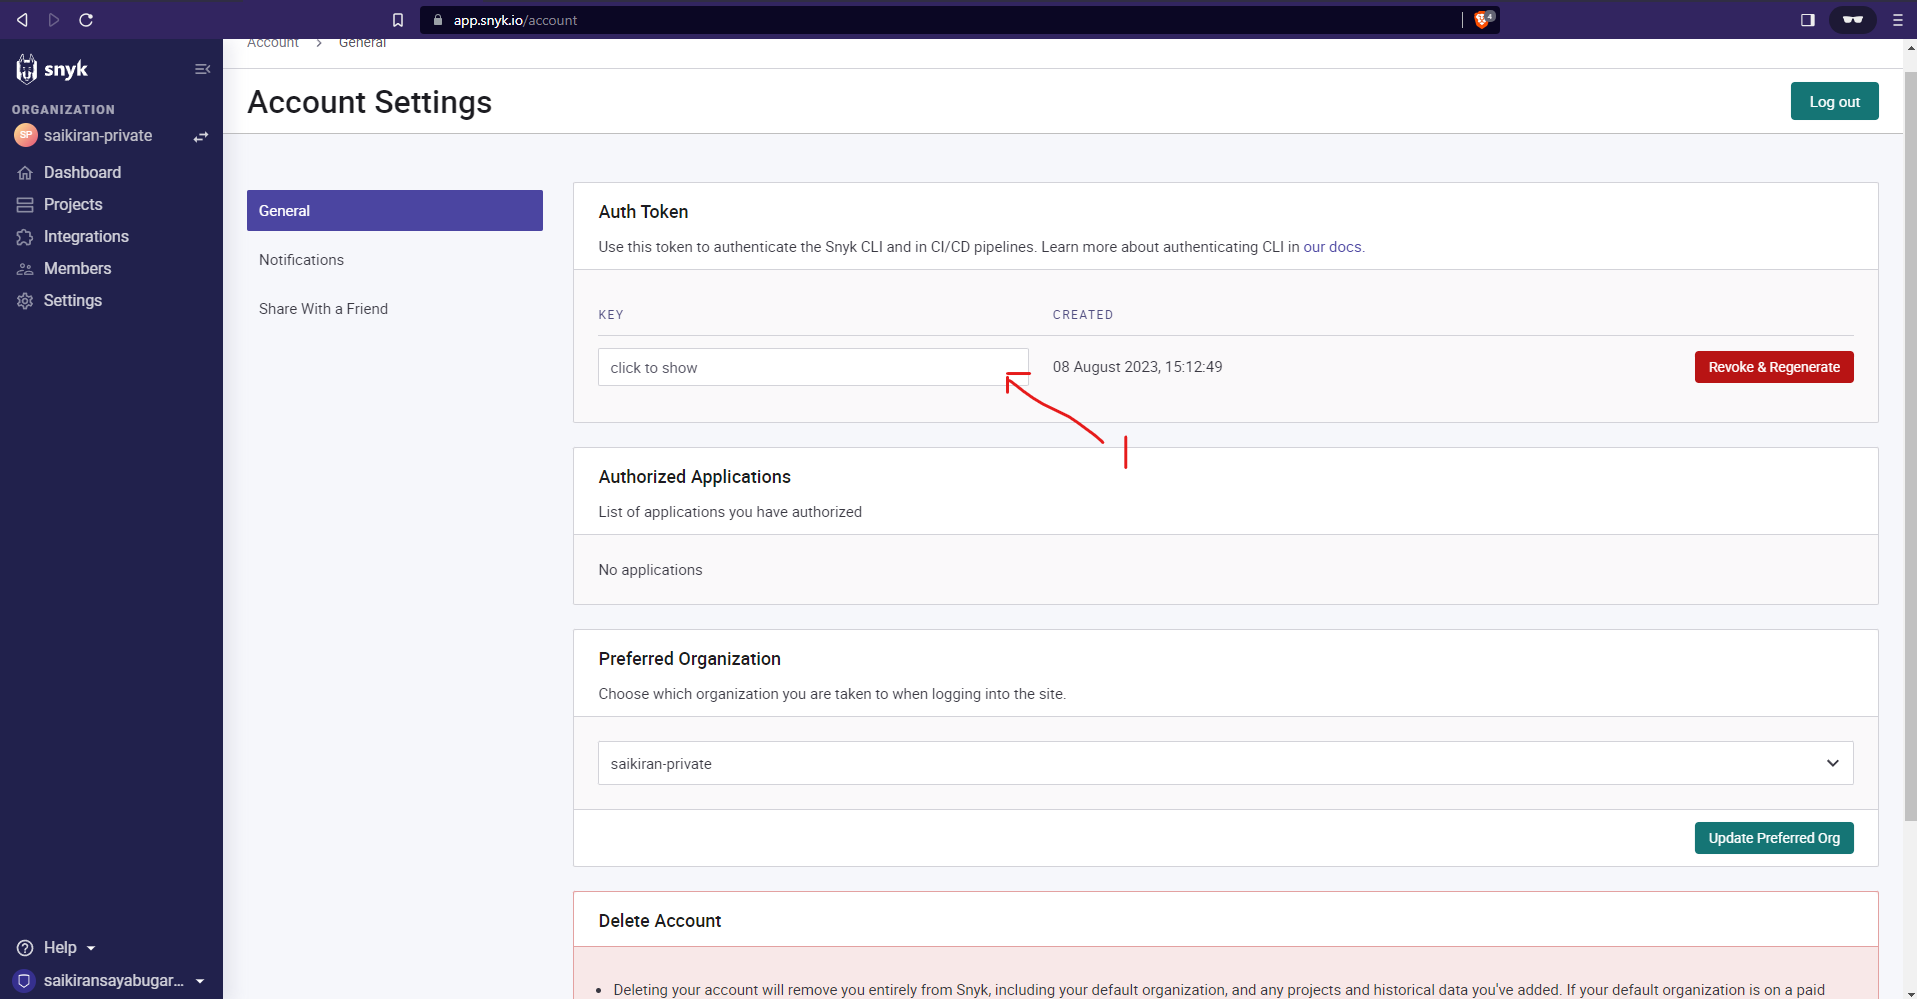 app.snyk.io/account
4
Account > General
snyk
Account Settings
Log out
ORGANIZATION
SP saikiran-private
Dashboard
Projects
Integrations
Members
Settings
General
Notifications
Share With a Friend
Auth Token
Use this token to authenticate the Snyk CLI and in CI/CD pipelines. Learn more about authenticating CLI in our docs.
KEY CREATED
click to show 08 August 2023, 15:12:49 Revoke & Regenerate
Authorized Applications
List of applications you have authorized
No applications
Preferred Organization
Choose which organization you are taken to when logging into the site.
saikiran-private
Update Preferred Org
Delete Account
• Deleting your account will remove you entirely from Snyk, including your default organization, and any projects and historical data you've added. If your default organization is on a paid
Help
saikiransayabugar...